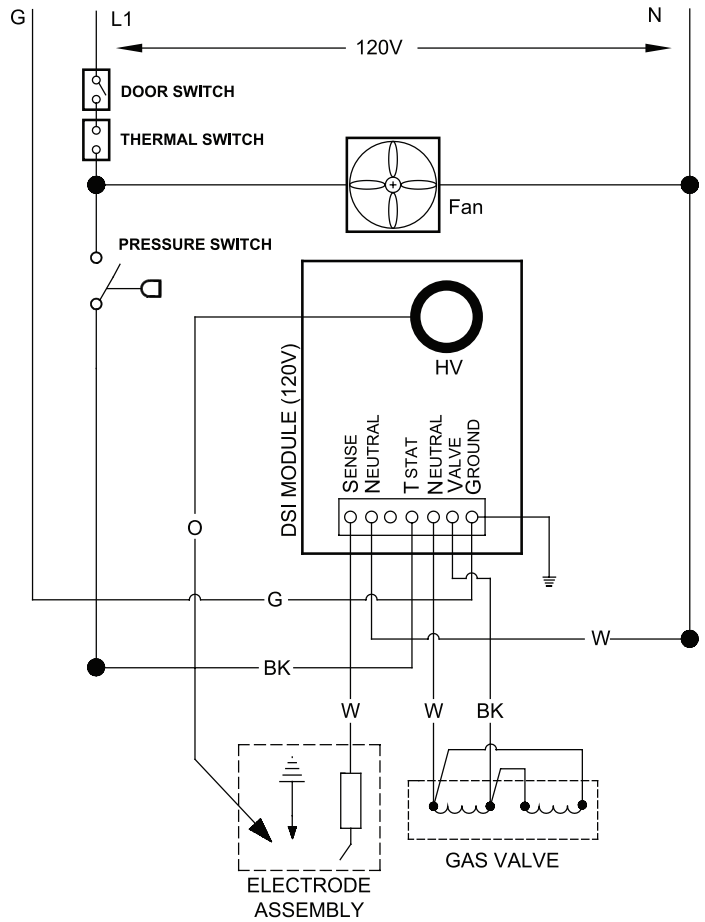 G
L1
N
120V
DOOR SWITCH
THERMAL SWITCH
Fan
PRESSURE SWITCH
HV
DSI MODULE (120V)
SENSE
NEUTRAL
T STAT
NEUTRAL
VALVE
GROUND
O
G
W
BK
W
W
BK
GAS VALVE
ELECTRODE
ASSEMBLY